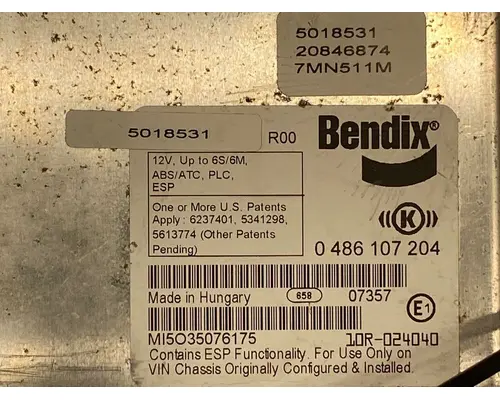 5018531
20846874
7MN511M
5018531
R00
Bendix®
12V, Up to 6S/6M,
ABS/ATC, PLC,
ESP
One or More U.S. Patents
Apply : 6237401, 5341298,
5613774 (Other Patents
Pending)
K
0 486 107 204
Made in Hungary
658
07357
E1
MI5O35076175
10R-024040
Contains ESP Functionality. For Use Only on
VIN Chassis Originally Configured & Installed.